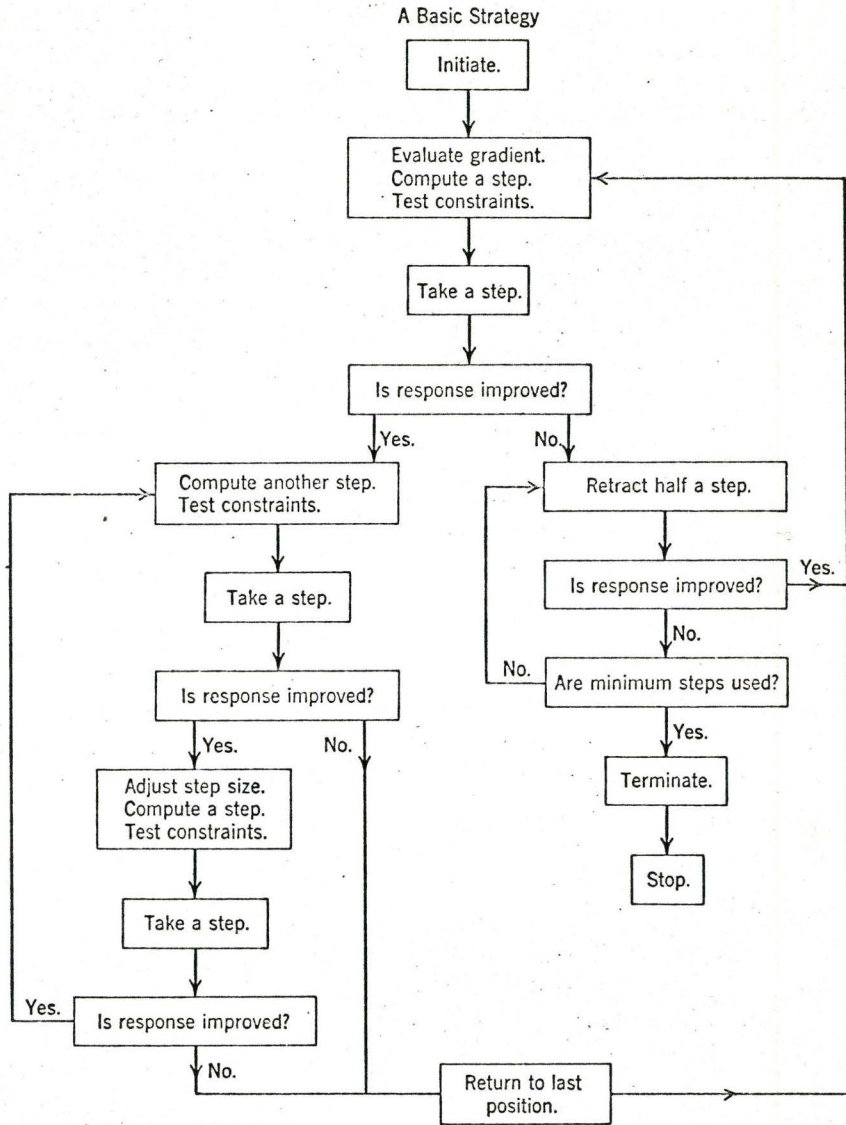 A Basic Strategy
Initiate.
Evaluate gradient.
Compute a step.
Test constraints.
Take a step.
Is response improved?
Yes.
No.
Compute another step.
Test constraints.
Take a step.
Is response improved?
Yes.
No.
Adjust step size.
Compute a step.
Test constraints.
Take a step.
Is response improved?
Yes.
No.
Return to last
position.
Retract half a step.
Is response improved?
Yes.
No.
Are minimum steps used?
No.
Yes.
Terminate.
Stop.